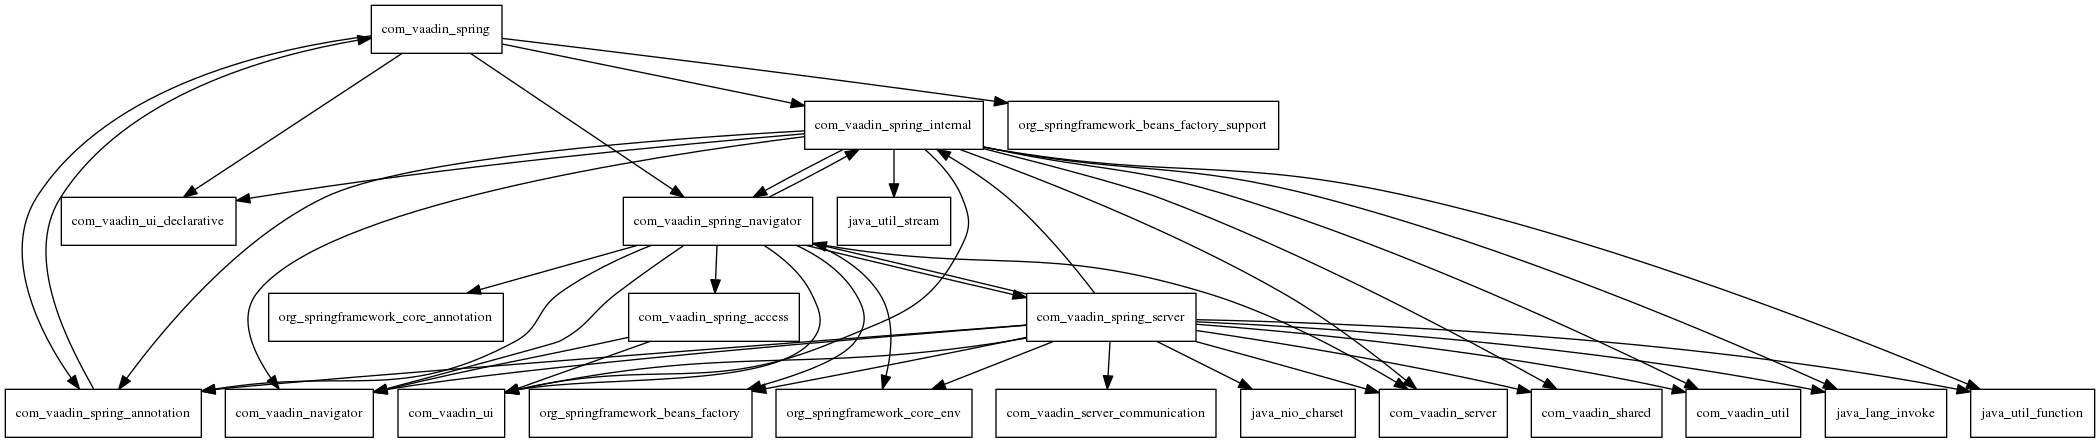 com_vaadin_spring
com_vaadin_spring_internal
org_springframework_beans_factory_support
com_vaadin_ui_declarative
com_vaadin_spring_navigator
java_util_stream
org_springframework_core_annotation
com_vaadin_spring_access
com_vaadin_spring_server
com_vaadin_spring_annotation
com_vaadin_navigator
com_vaadin_ui
org_springframework_beans_factory
org_springframework_core_env
com_vaadin_server_communication
java_nio_charset
com_vaadin_server
com_vaadin_shared
com_vaadin_util
java_lang_invoke
java_util_function